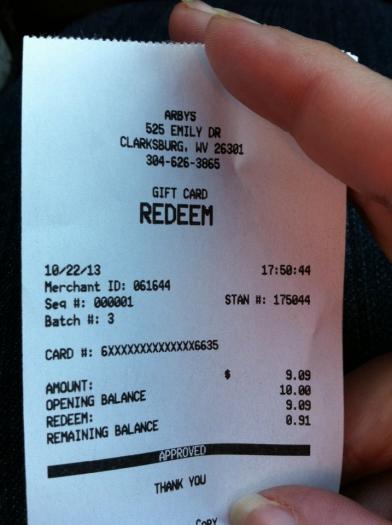 ARBYS
525 EMILY DR
CLARKSBURG, WV 26301
304-626-3865
GIFT CARD
REDEEM
10/22/13 17:50:44
Merchant ID: 061644
Seq #: 000001 STAN #: 175044
Batch #: 3
CARD #: 6XXXXXXXXXXXXXX6635
AMOUNT: $ 9.09
OPENING BALANCE 10.00
REDEEM: 9.09
REMAINING BALANCE 0.91
APPROVED
THANK YOU
Copy